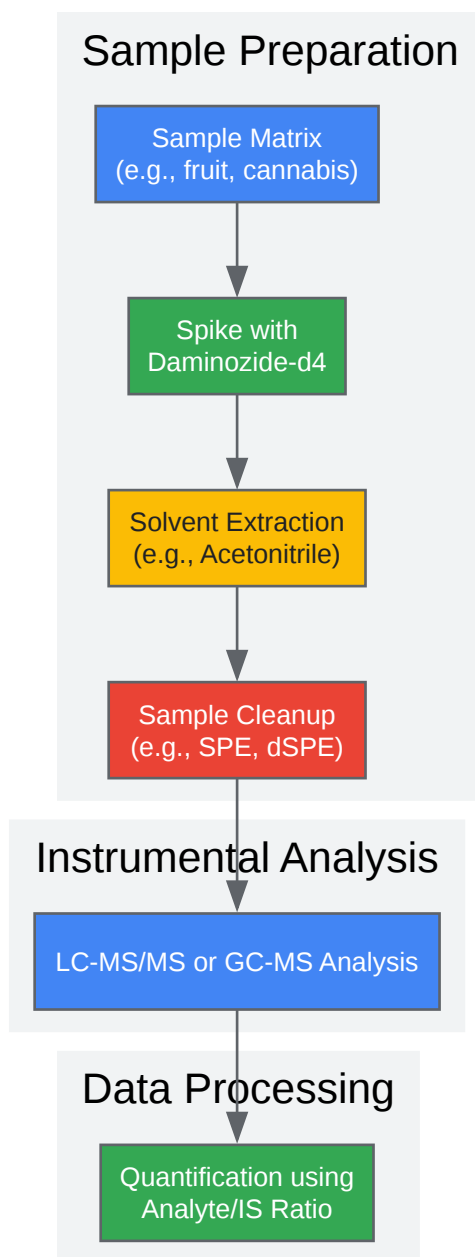 Sample Preparation
Sample Matrix
(e.g., fruit, cannabis)
Spike with
Daminozide-d4
Solvent Extraction
(e.g., Acetonitrile)
Sample Cleanup
(e.g., SPE, dSPE)
Instrumental Analysis
LC-MS/MS or GC-MS Analysis
Data Processing
Quantification using
Analyte/IS Ratio